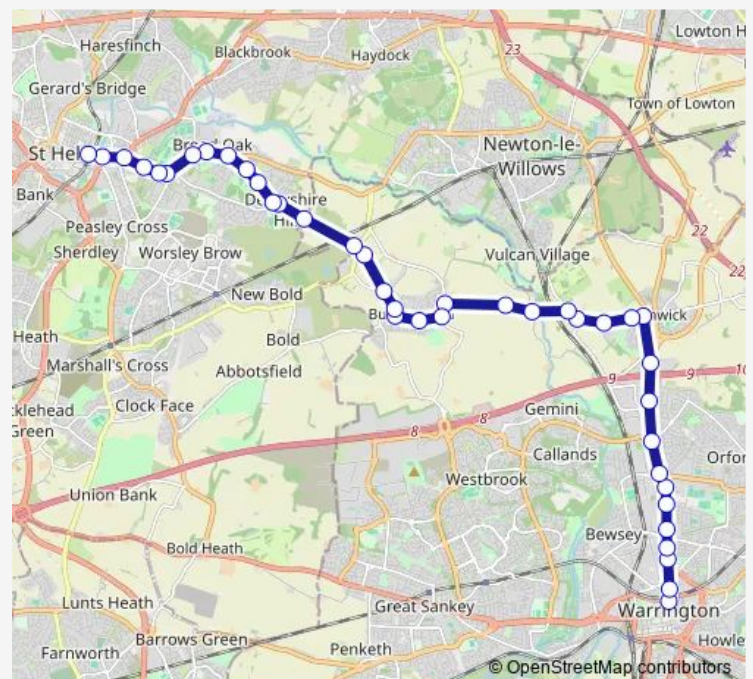 Lowton H
Haresfinch
23
Blackbrook
Haydock
Gerard's Bridge
Town of Lowton
Newton-le-
Willows
St Hel
Bank
Peasley Cross
Sherdley
Worsley Brow
22
Vulcan Village
22
New Bold
Heath
Bold
Marshall's Cross
Abbotsfield
9
9
10
Clock Face
Gemini
Green
8
8
Callands
Orfor
Westbrook
Union Bank
Bewsey
Bold Heath
Lunts Heath
Great Sankey
Warrington
Barrows Green
Howle
Farnworth
Penketh
© OpenStreetMap contributors